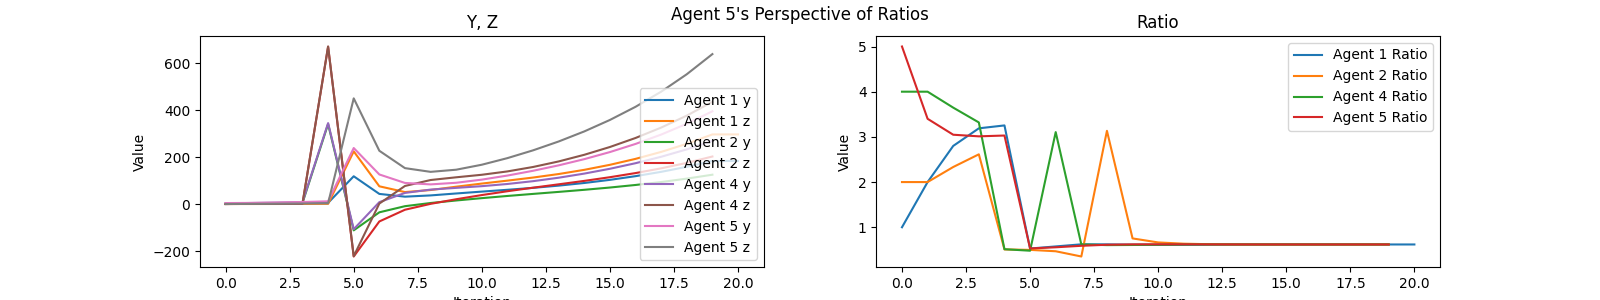 Agent 5's Perspective of Ratios
Y, Z
Value
600
400
200
0
−200
0.0 2.5 5.0 7.5 10.0 12.5 15.0 17.5 20.0
Iteration
Agent 1 y
Agent 1 z
Agent 2 y
Agent 2 z
Agent 4 y
Agent 4 z
Agent 5 y
Agent 5 z
Ratio
Value
5
4
3
2
1
0.0 2.5 5.0 7.5 10.0 12.5 15.0 17.5 20.0
Iteration
Agent 1 Ratio
Agent 2 Ratio
Agent 4 Ratio
Agent 5 Ratio